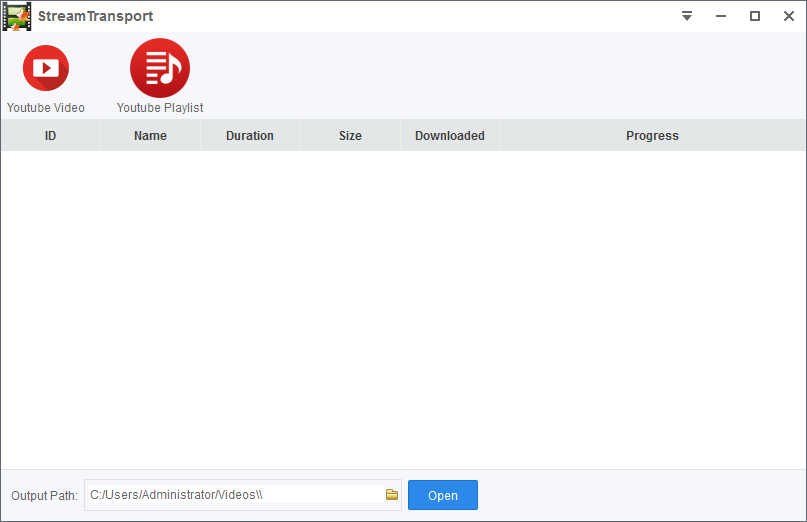 StreamTransport
Youtube Video
Youtube Playlist
ID Name Duration Size Downloaded Progress
Output Path: C:/Users/Administrator/Videos\\ Open